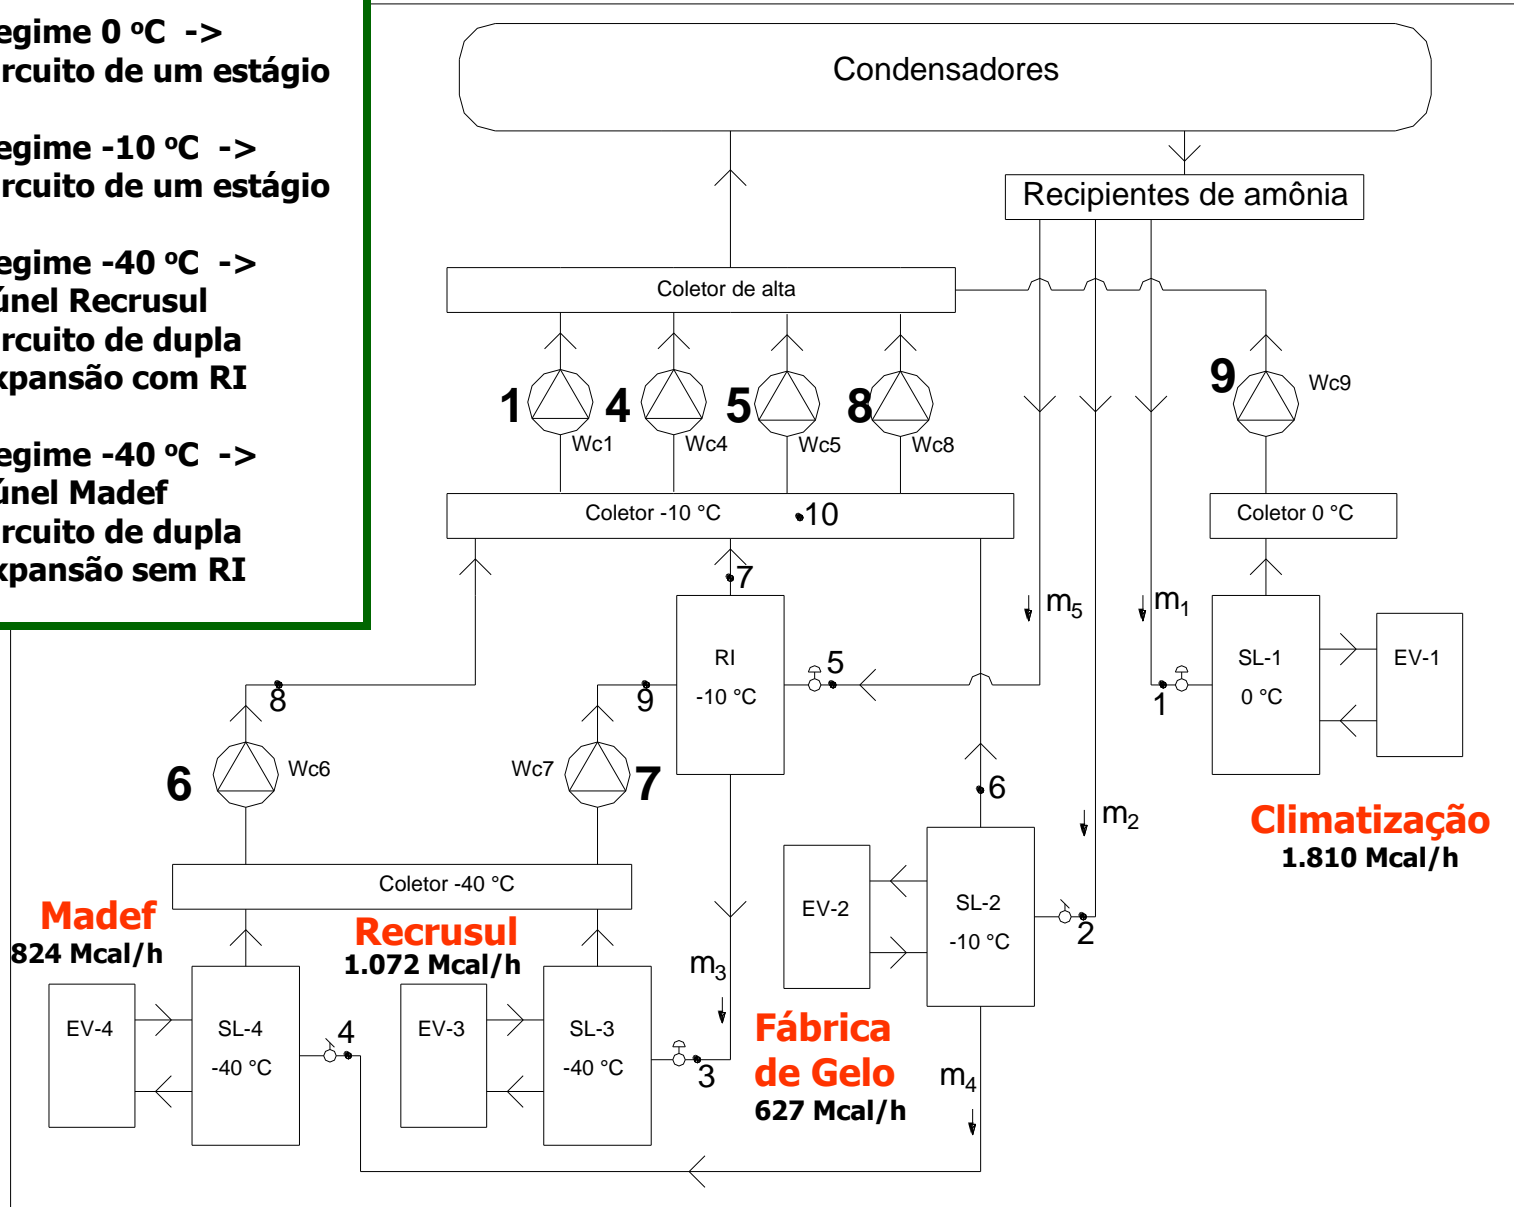 egime 0 ºC ->
rcuito de um estágio
egime -10 ºC ->
rcuito de um estágio
egime -40 ºC ->
únel Recrusul
rcuito de dupla
xpansão com RI
egime -40 ºC ->
únel Madef
rcuito de dupla
xpansão sem RI
Condensadores
Recipientes de amônia
Coletor de alta
1
4
5
8
9
Wc9
Wc1
Wc4
Wc5
Wc8
Coletor -10 °C
10
Coletor 0 °C
7
m5
m1
RI
-10 °C
5
SL-1
0 °C
EV-1
8
9
1
6
Wc6
Wc7
7
6
m2
Climatização
1.810 Mcal/h
Coletor -40 °C
EV-2
SL-2
-10 °C
2
Madef
824 Mcal/h
Recrusul
1.072 Mcal/h
m3
EV-4
SL-4
-40 °C
4
EV-3
SL-3
-40 °C
3
Fábrica
de Gelo
627 Mcal/h
m4